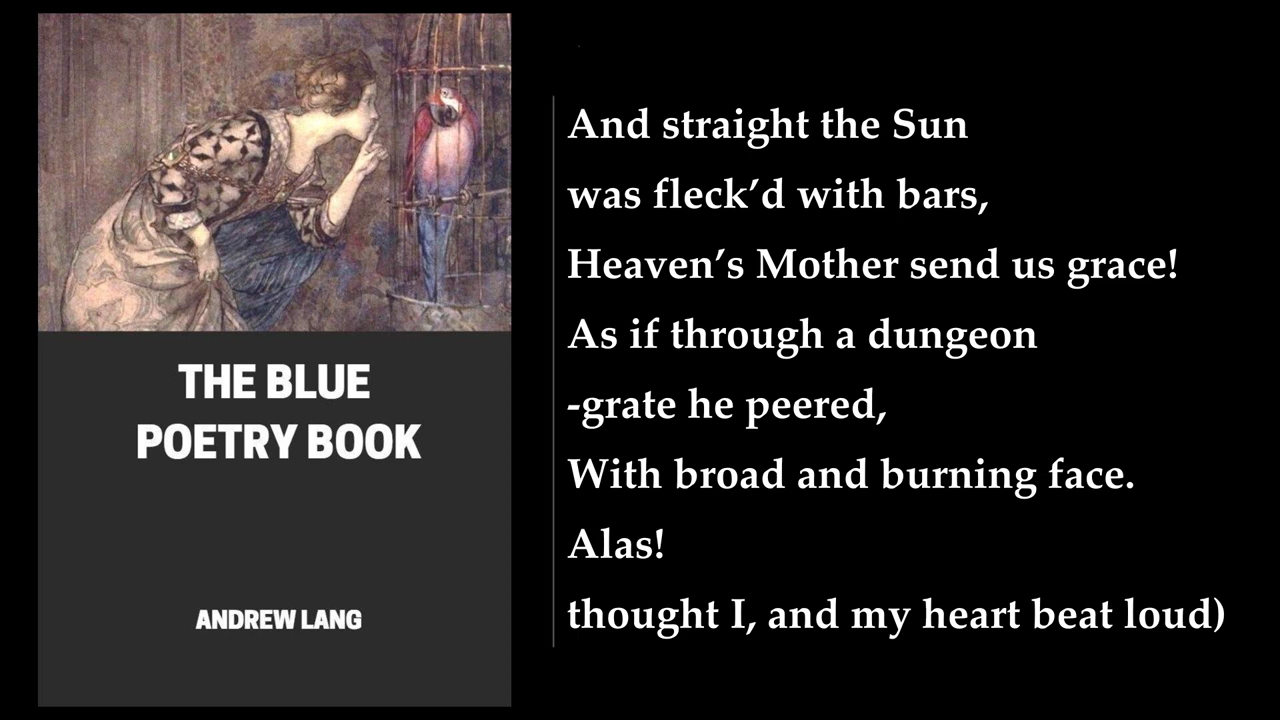 THE BLUE
POETRY BOOK
ANDREW LANG
And straight the Sun
was fleck’d with bars,
Heaven’s Mother send us grace!
As if through a dungeon
-grate he peered,
With broad and burning face.
Alas!
thought I, and my heart beat loud)